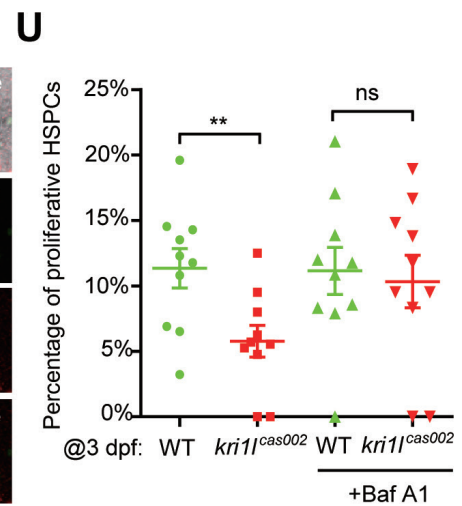 U
Percentage of proliferative HSPCs
25%
20%
15%
10%
5%
0%
**
ns
@3 dpf: WT kri1l^cas002 WT kri1l^cas002
+Baf A1